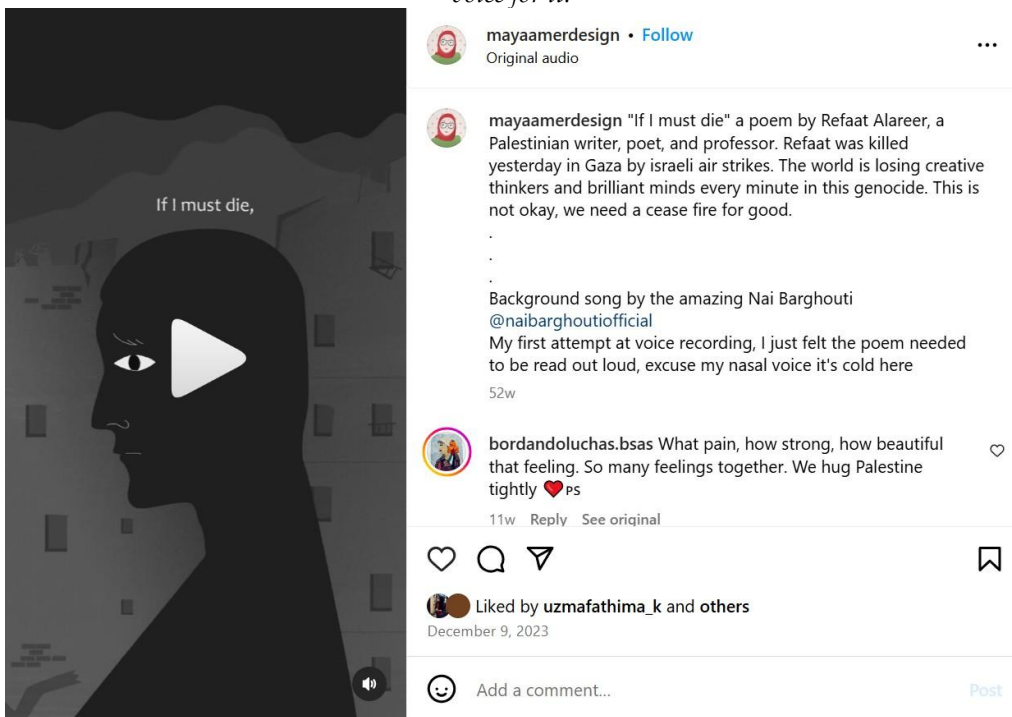 voice for it.
mayaamerdesign • Follow
Original audio
If I must die,
mayaamerdesign "If I must die" a poem by Refaat Alareer, a
Palestinian writer, poet, and professor. Refaat was killed
yesterday in Gaza by israeli air strikes. The world is losing creative
thinkers and brilliant minds every minute in this genocide. This is
not okay, we need a cease fire for good.
.
.
.
Background song by the amazing Nai Barghouti
@naibarghoutiofficial
My first attempt at voice recording, I just felt the poem needed
to be read out loud, excuse my nasal voice it's cold here
52w
bordandoluchas.bsas What pain, how strong, how beautiful
that feeling. So many feelings together. We hug Palestine
tightly ❤️PS
11w Reply See original
Liked by uzmafathima_k and others
December 9, 2023
Add a comment...
Post